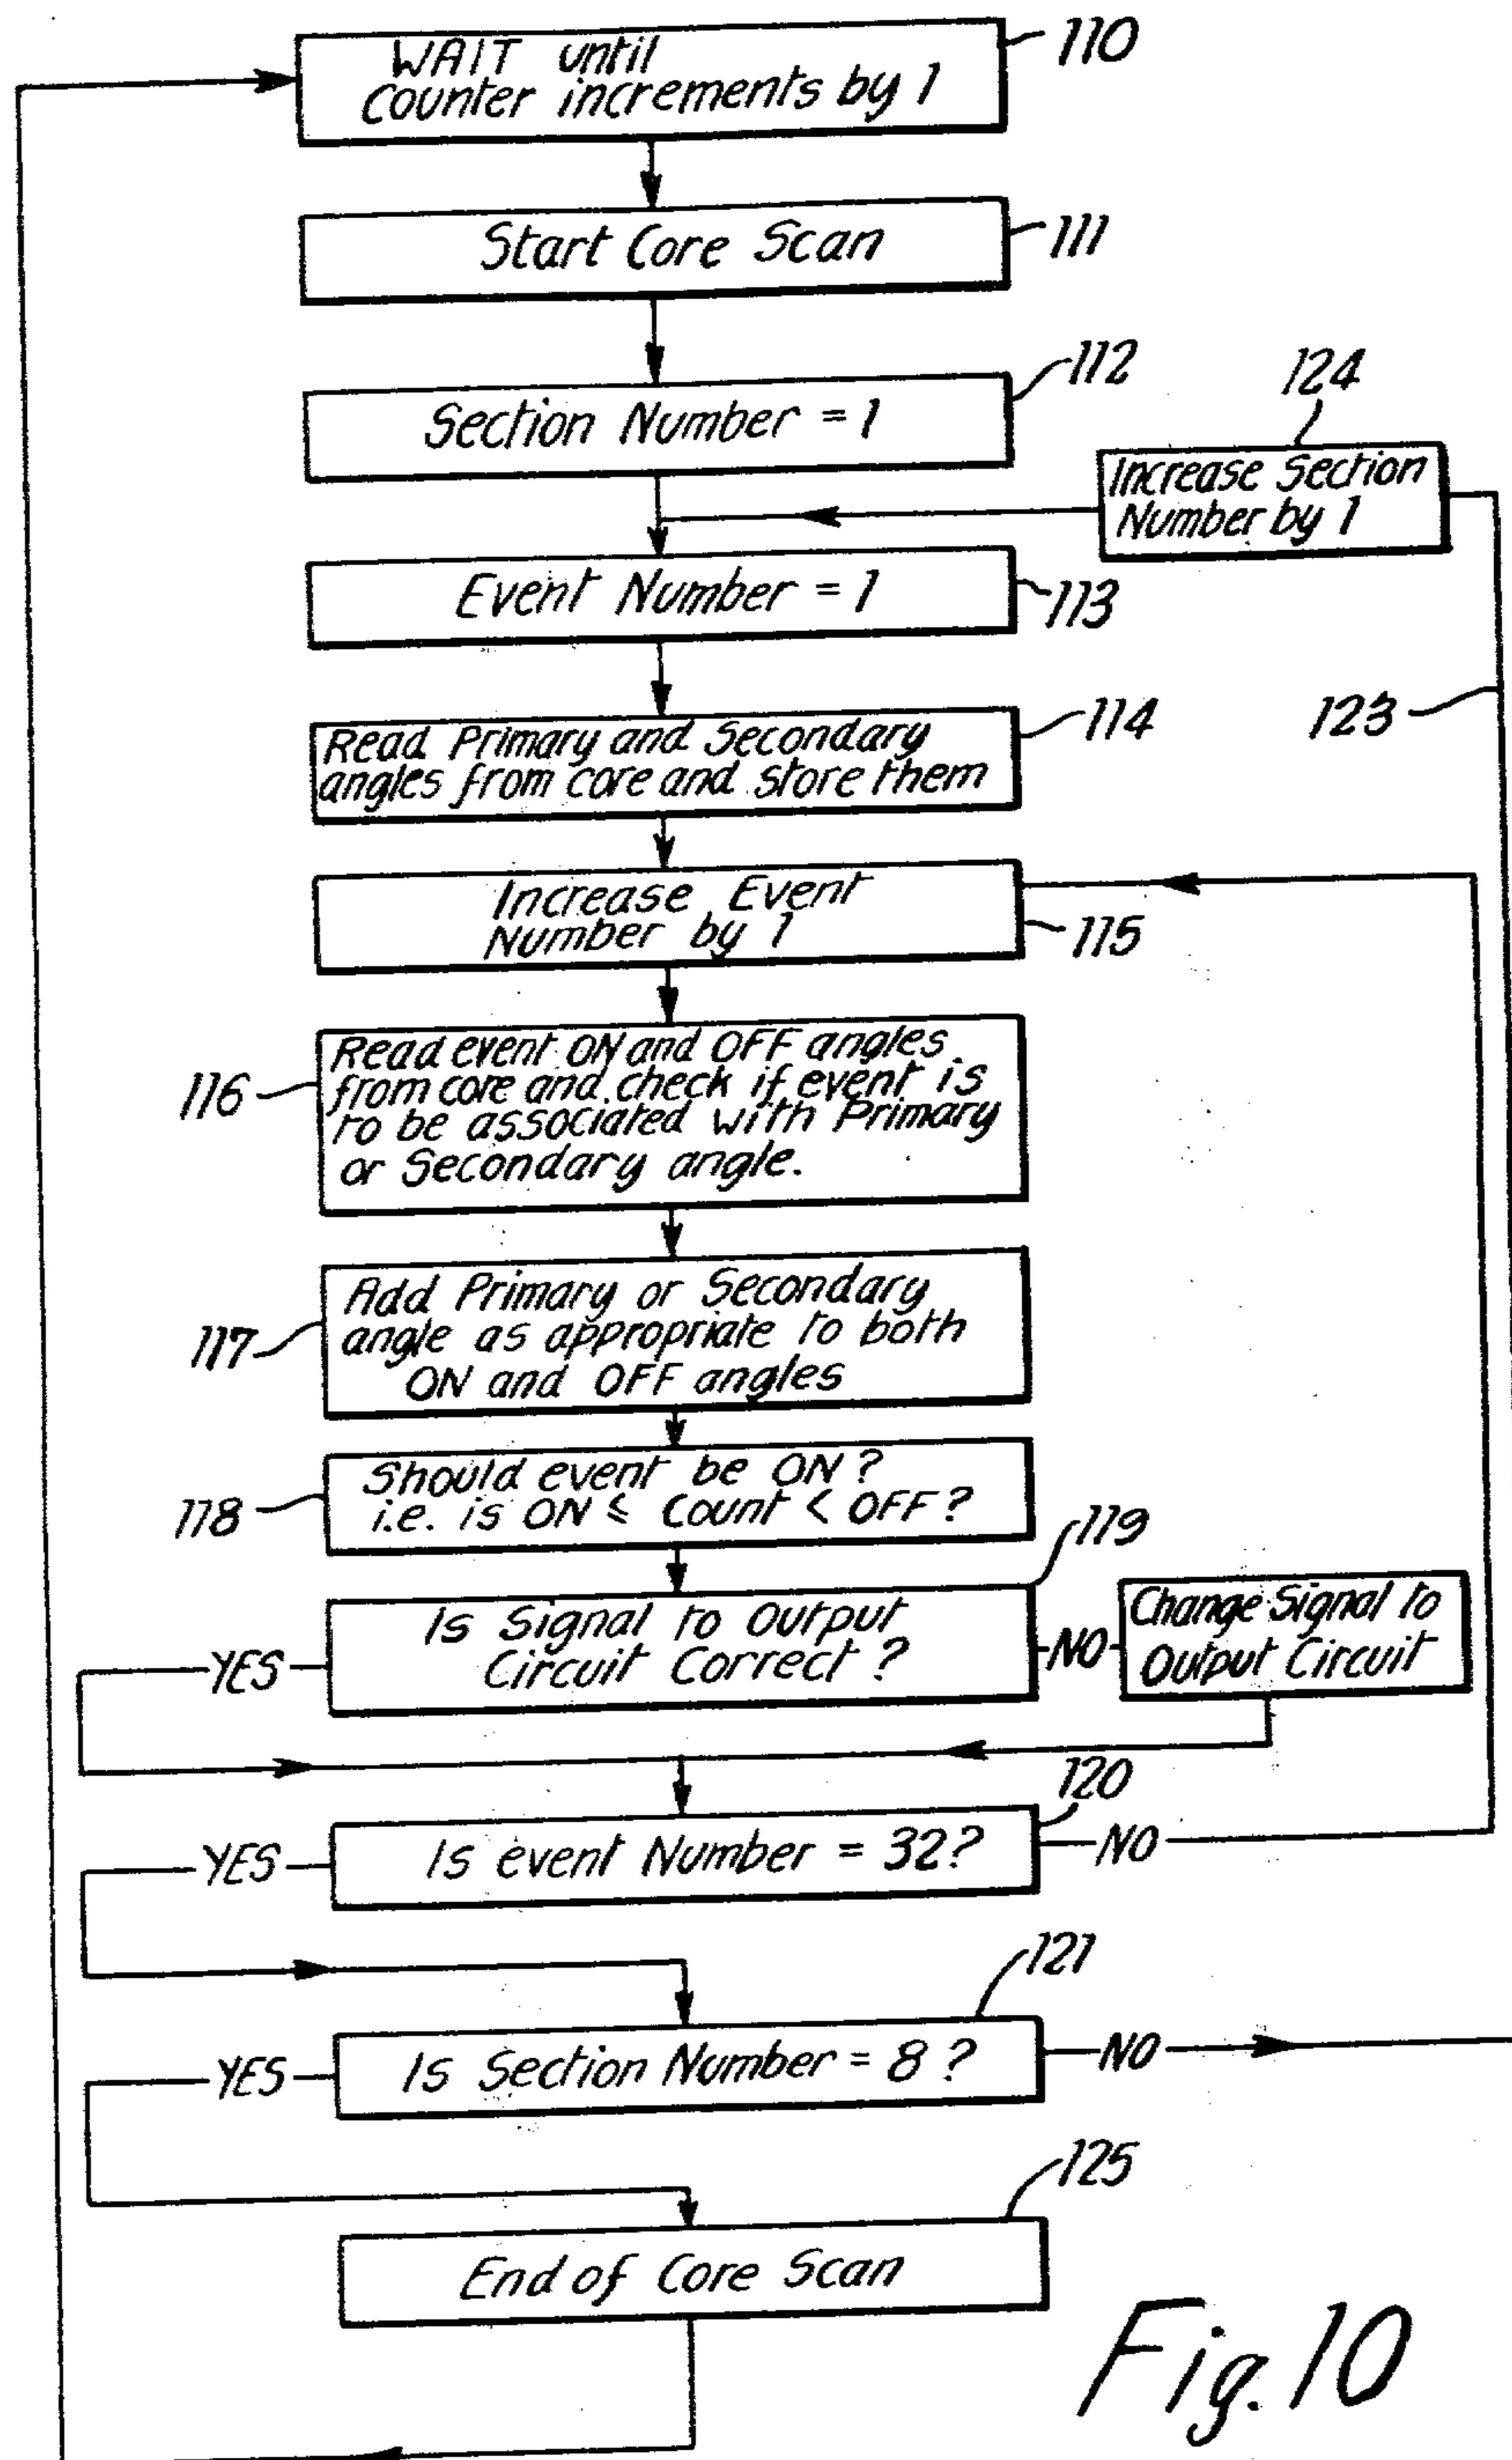 WAIT until
Counter increments by 1
110
Start Core Scan
111
Section Number = 1
112
124
Increase Section
Number by 1
Event Number = 1
113
Read Primary and Secondary
angles from core and store them
114
123
Increase Event
Number by 1
115
116
Read event ON and OFF angles
from core and check if event is
to be associated with Primary
or Secondary angle.
117
Add Primary or Secondary
angle as appropriate to both
ON and OFF angles
118
Should event be ON?
i.e. is ON ≤ Count < OFF?
119
Is Signal to Output
Circuit Correct?
YES
NO
Change Signal to
Output Circuit
120
Is event Number = 32?
YES
NO
121
Is Section Number = 8?
YES
NO
125
End of Core Scan
Fig. 10